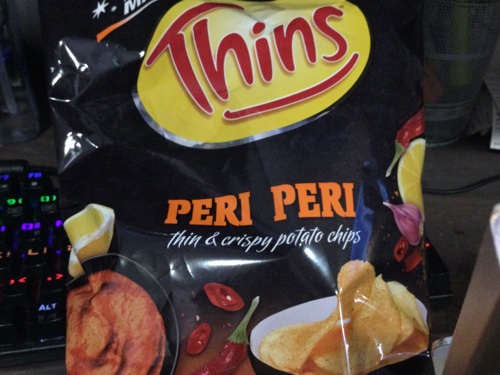 Thins
PERI PERI
thin & crispy potato chips
ALT